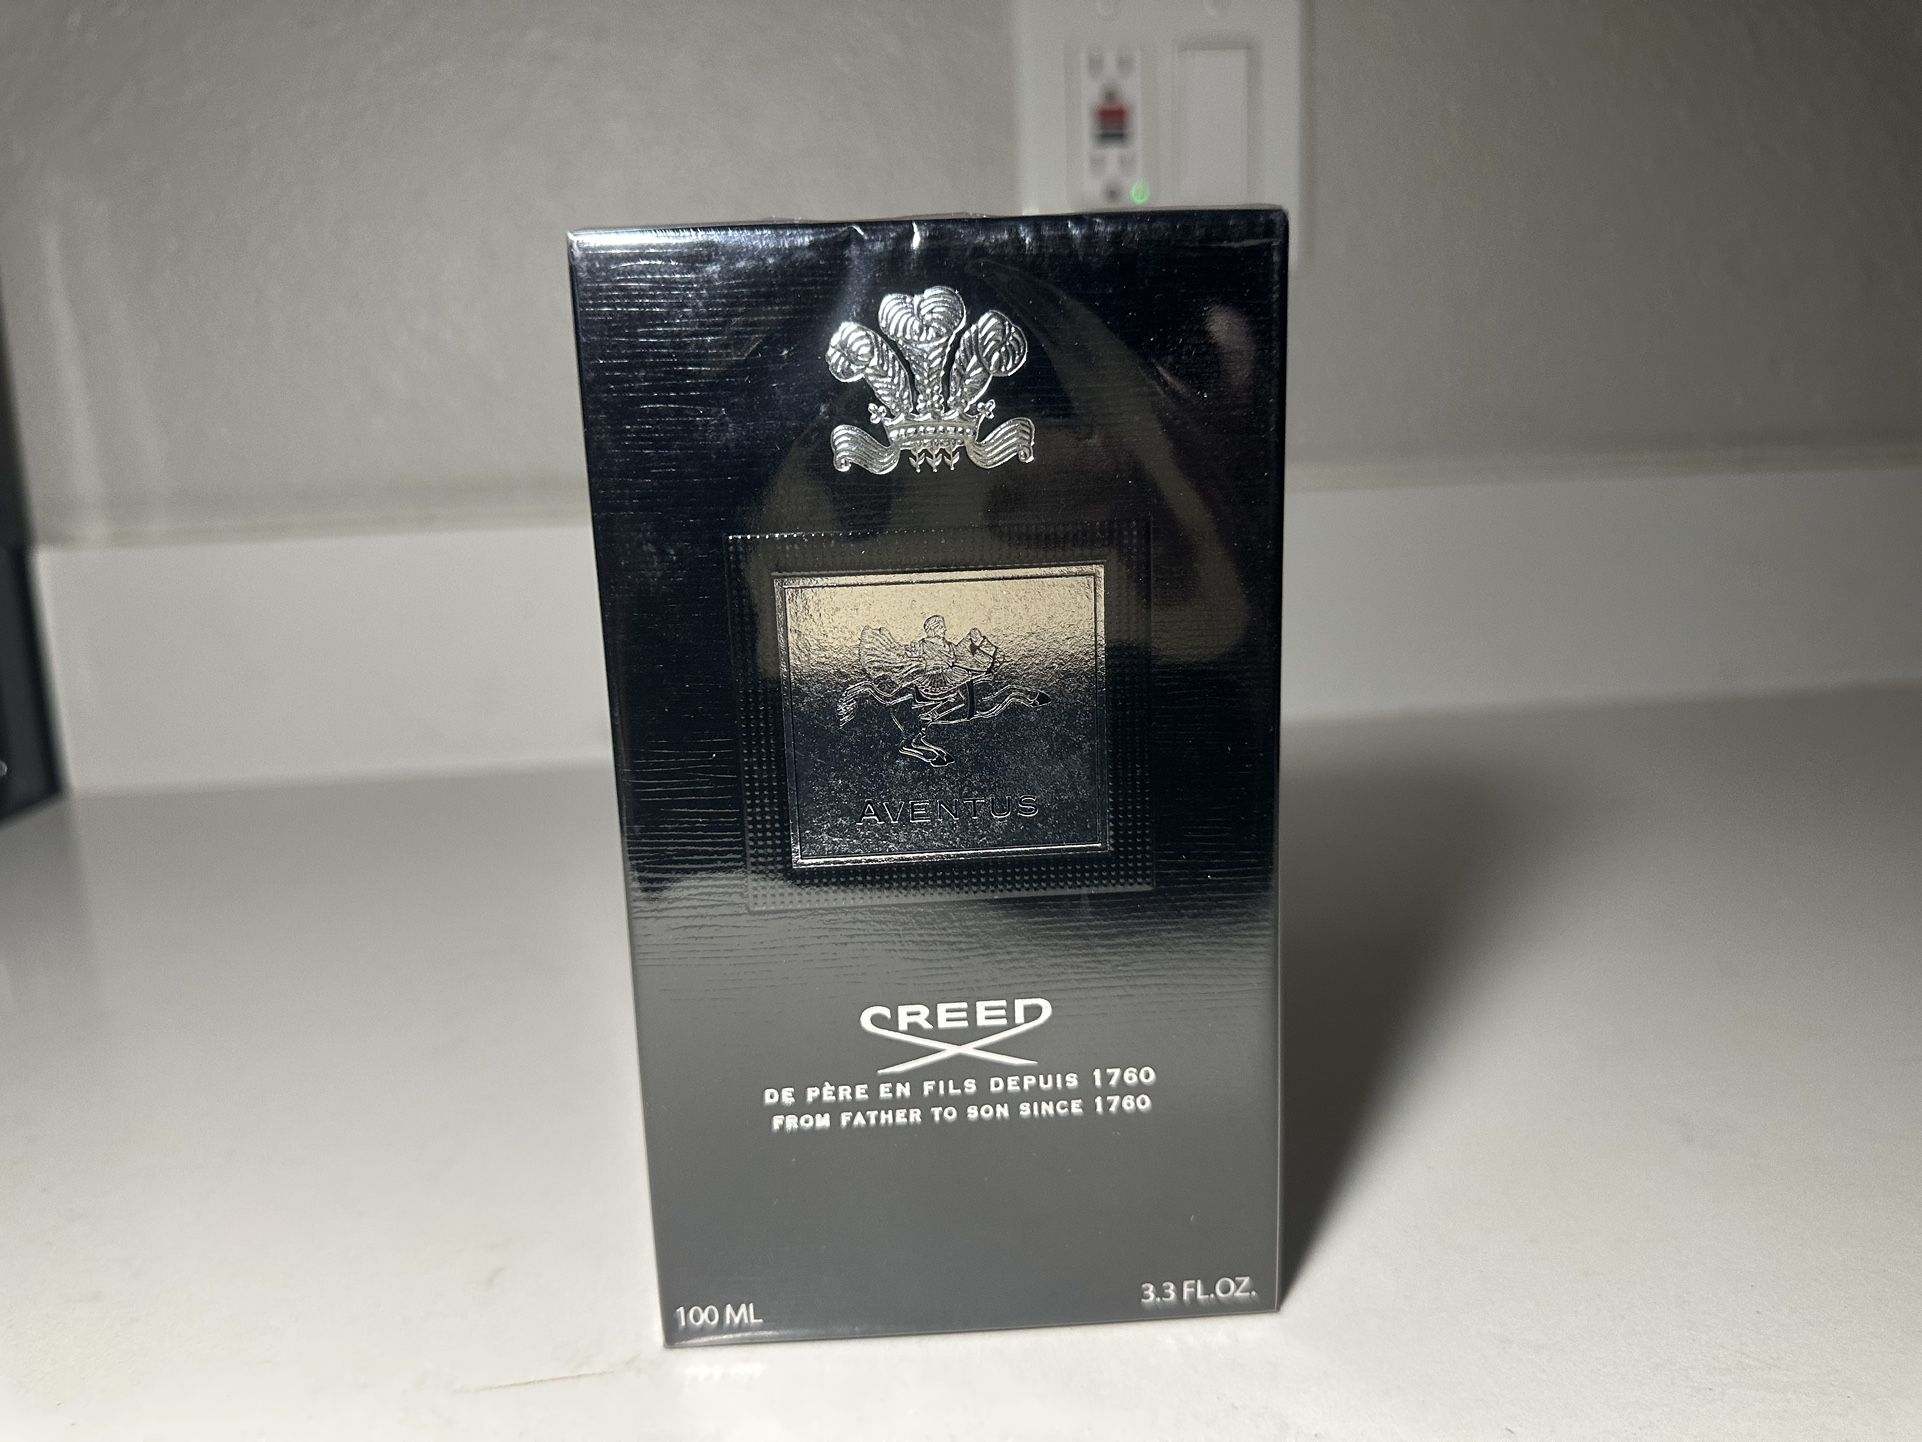 AVENTUS
CREED
DE PÈRE EN FILS DEPUIS 1760
FROM FATHER TO SON SINCE 1760
100 ML
3.3 FL.OZ.